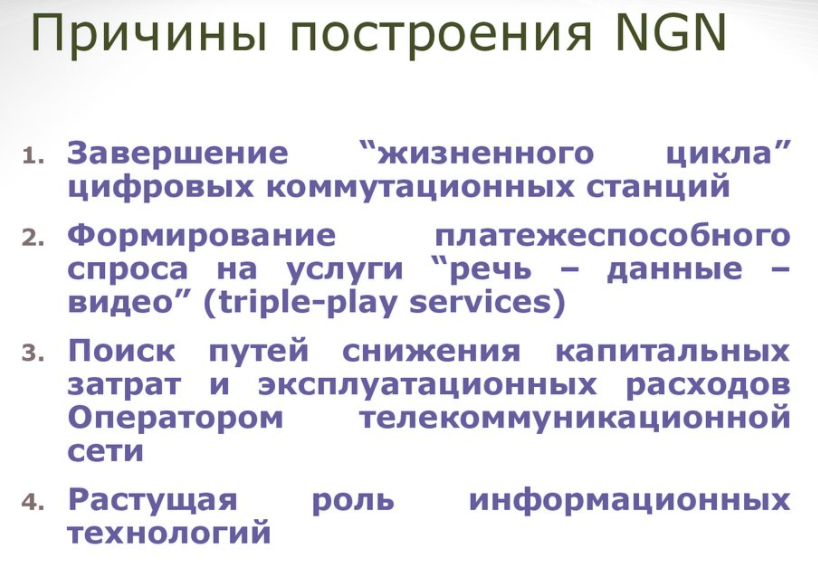 Причины построения NGN
1. Завершение “жизненного цикла”
цифровых коммутационных станций
2. Формирование платежеспособного
спроса на услуги “речь – данные –
видео” (triple-play services)
3. Поиск путей снижения капитальных
затрат и эксплуатационных расходов
Оператором телекоммуникационной
сети
4. Растущая роль информационных
технологий